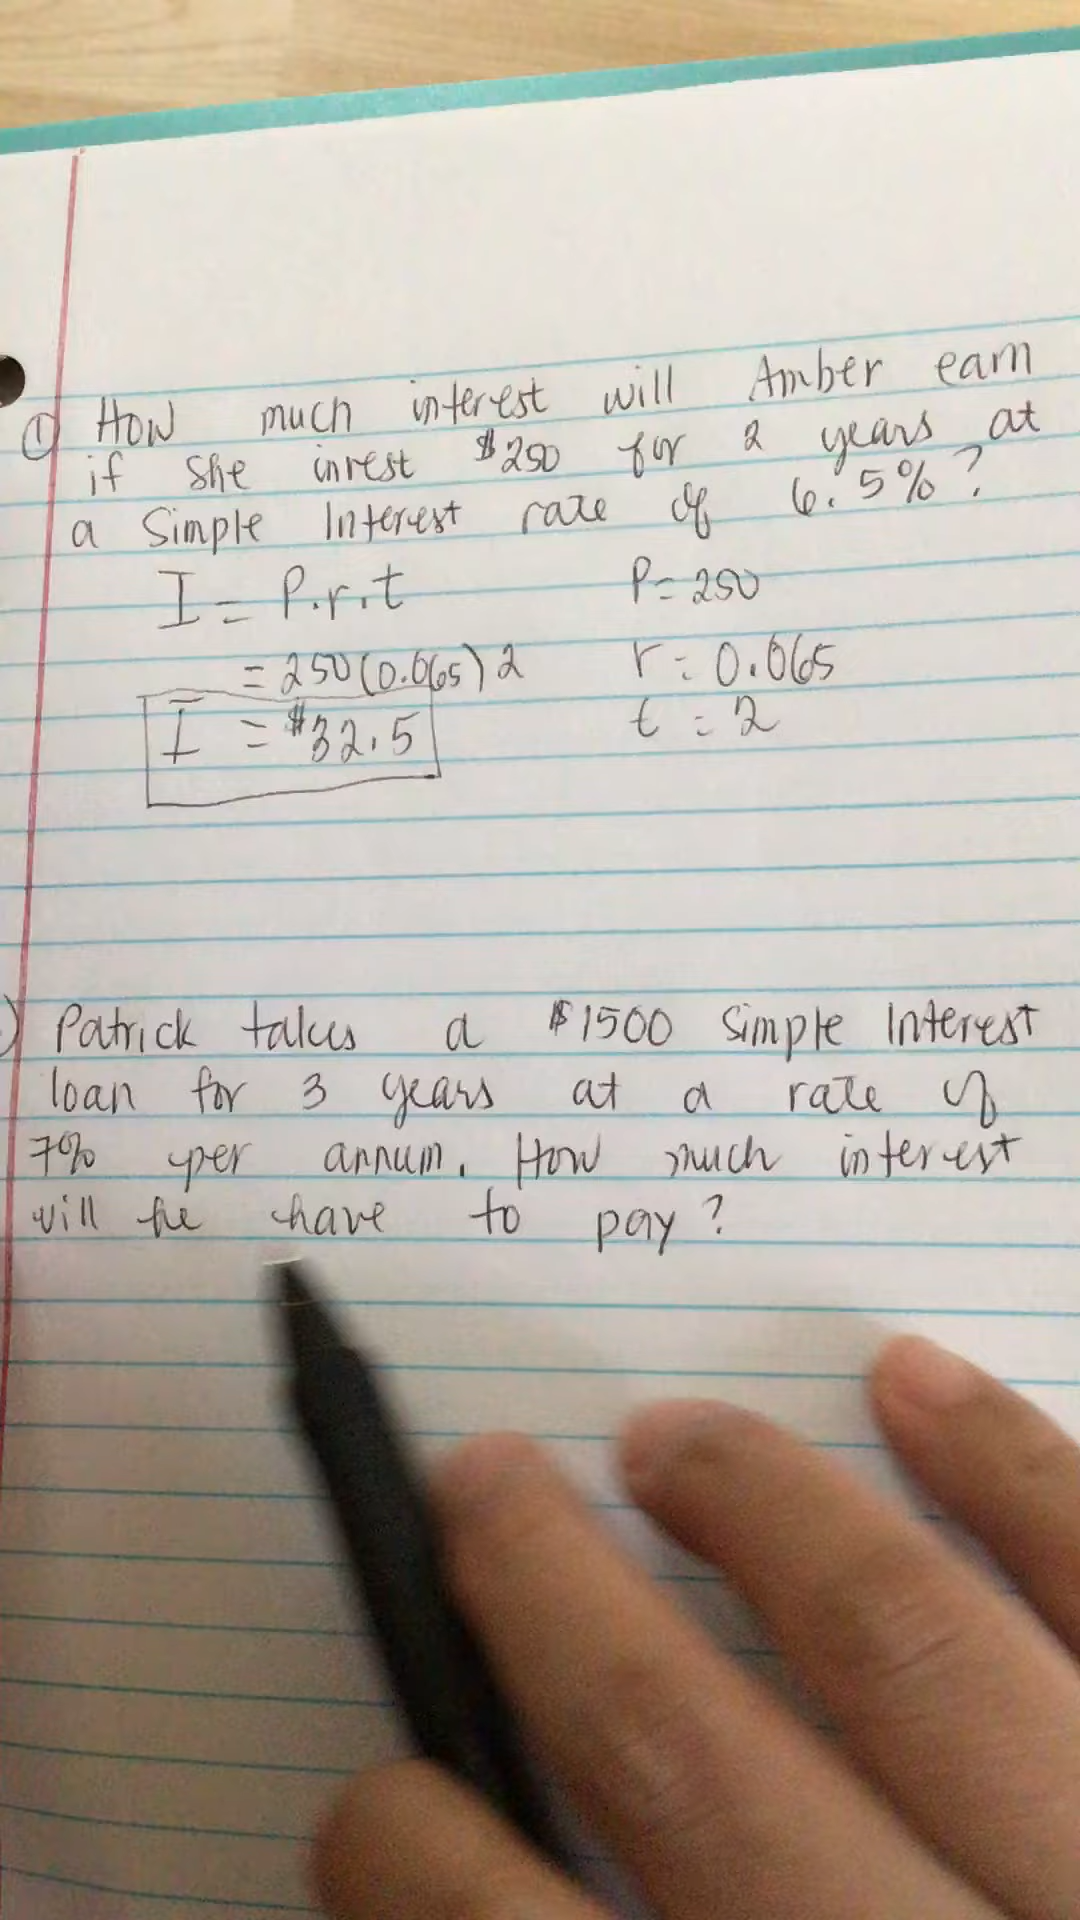 ① How much interest will Amber earn
if she invest $250 for 2 years at
a Simple Interest rate of 6.5%?
I = P.r.t
P = 250
= 250(0.065)2
r = 0.065
I = $32.5
t = 2
) Patrick takes a $1500 Simple Interest
loan for 3 years at a rate of
7% per annum. How much interest
will he have to pay?